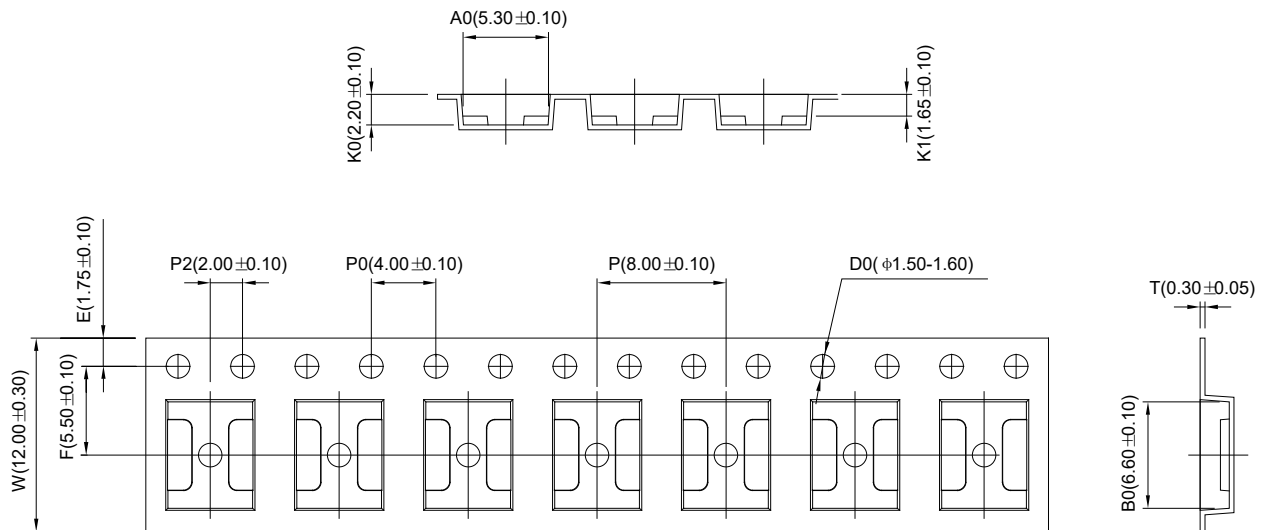 A0(5.30±0.10)
K0(2.20±0.10)
K1(1.65±0.10)
E(1.75±0.10)
P2(2.00±0.10)
P0(4.00±0.10)
P(8.00±0.10)
D0(ϕ1.50-1.60)
T(0.30±0.05)
W(12.00±0.30)
F(5.50±0.10)
B0(6.60±0.10)